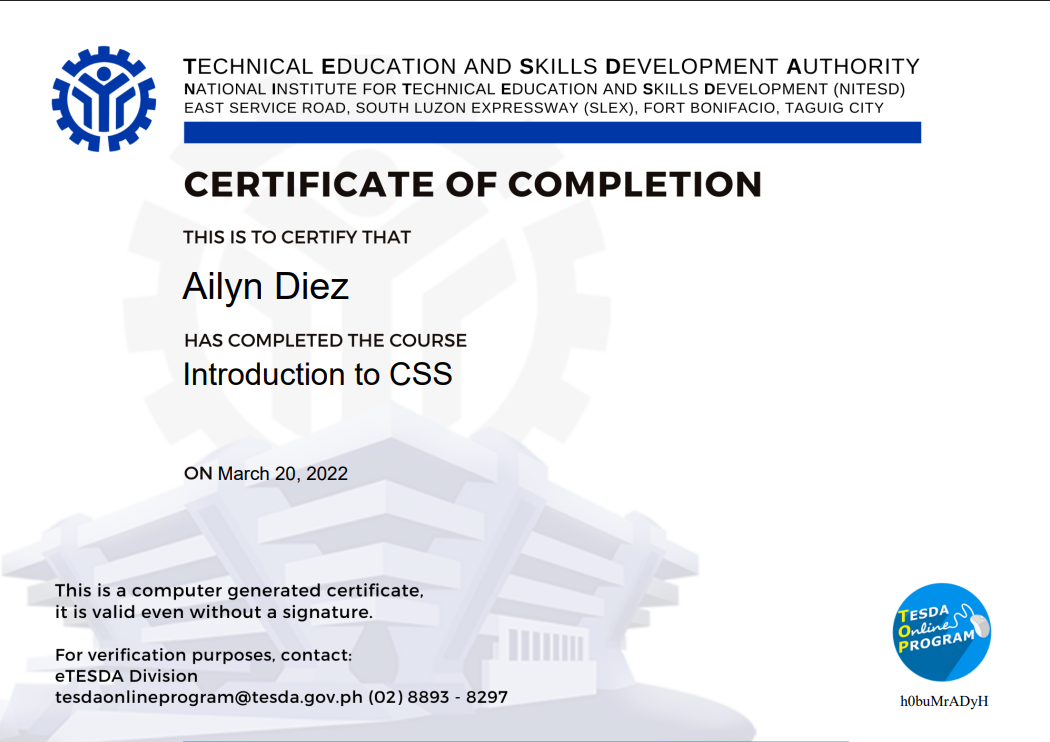 TECHNICAL EDUCATION AND SKILLS DEVELOPMENT AUTHORITY
NATIONAL INSTITUTE FOR TECHNICAL EDUCATION AND SKILLS DEVELOPMENT (NITESD)
EAST SERVICE ROAD, SOUTH LUZON EXPRESSWAY (SLEX), FORT BONIFACIO, TAGUIG CITY
CERTIFICATE OF COMPLETION
THIS IS TO CERTIFY THAT
Ailyn Diez
HAS COMPLETED THE COURSE
Introduction to CSS
ON March 20, 2022
This is a computer generated certificate,
it is valid even without a signature.
For verification purposes, contact:
eTESDA Division
tesdaonlineprogram@tesda.gov.ph (02) 8893 - 8297
TESDA
Online
PROGRAM
h0buMrADyH